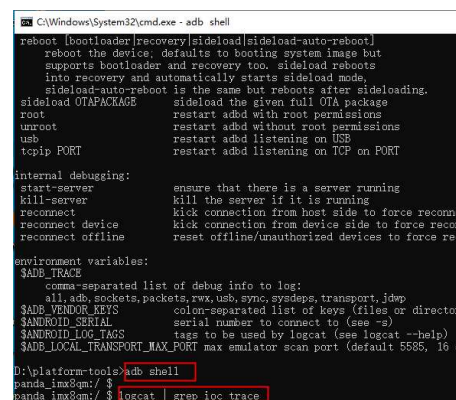 C:\Windows\System32\cmd.exe - adb shell
reboot [bootloader|recovery|sideload|sideload-auto-reboot]
reboot the device; defaults to booting system image but
supports bootloader and recovery too. sideload reboots
into recovery and automatically starts sideload mode,
sideload-auto-reboot is the same but reboots after sideloading.
sideload OTAPACKAGE sideload the given full OTA package
root restart adbd with root permissions
unroot restart adbd without root permissions
usb restart adbd listening on USB
tcpip PORT restart adbd listening on TCP on PORT
internal debugging:
start-server ensure that there is a server running
kill-server kill the server if it is running
reconnect kick connection from host side to force reconn
reconnect device kick connection from device side to force reco
reconnect offline reset offline/unauthorized devices to force re
environment variables:
$ADB_TRACE
comma-separated list of debug info to log:
all,adb,sockets,packets,rwx,usb,sync,sysdeps,transport,jdwp
$ADB_VENDOR_KEYS colon-separated list of keys (files or directo
$ANDROID_SERIAL serial number to connect to (see -s)
$ANDROID_LOG_TAGS tags to be used by logcat (see logcat --help)
$ADB_LOCAL_TRANSPORT_MAX_PORT max emulator scan port (default 5585, 16
D:\platform-tools>adb shell
panda_imx8qm:/ $
panda_imx8qm:/ $ logcat | grep ioc_trace